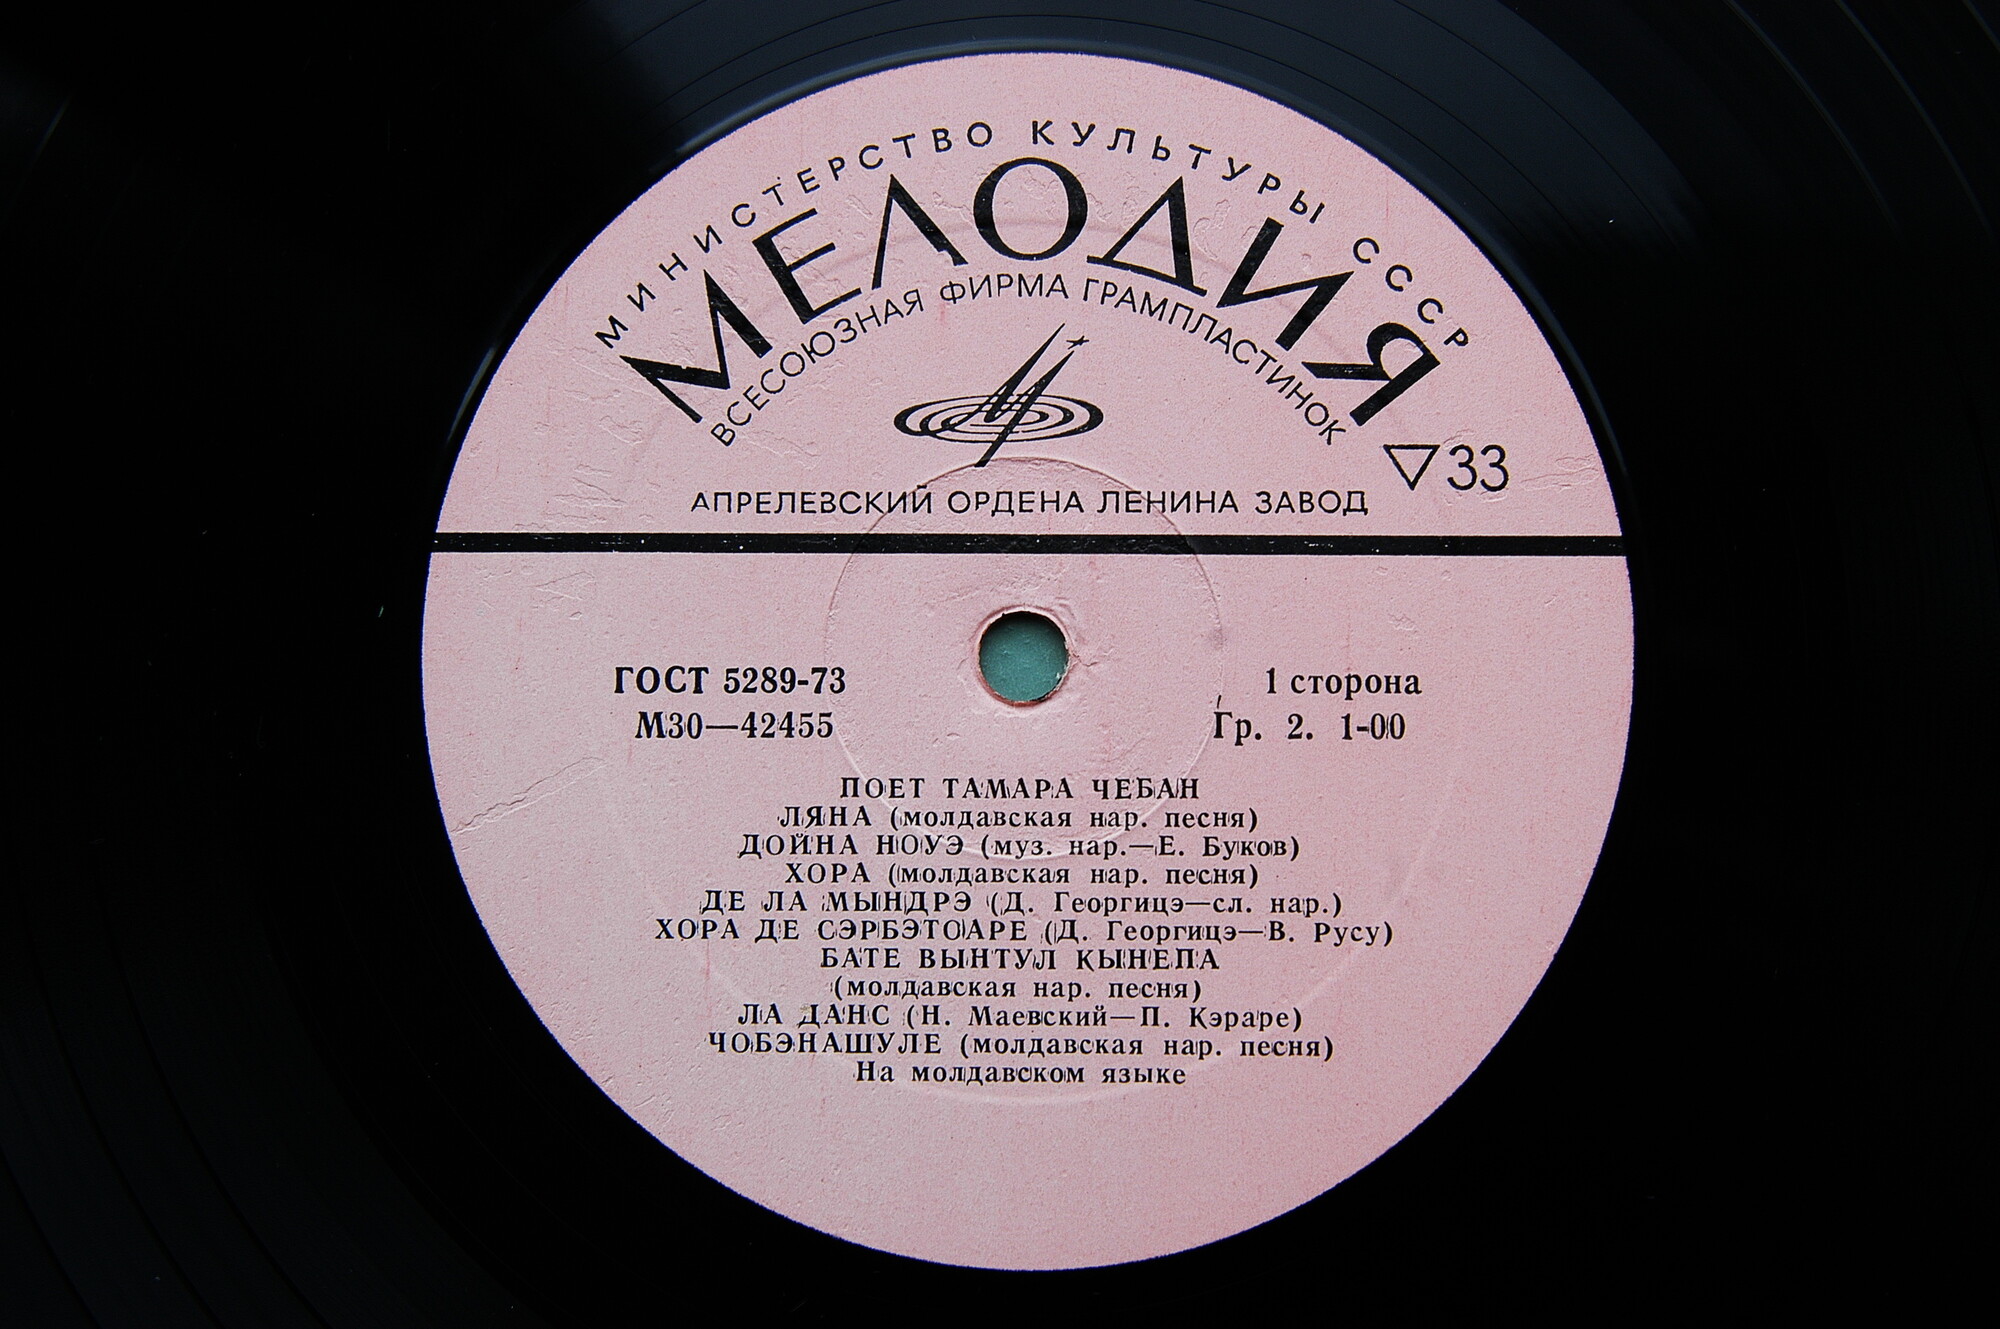 МИНИСТЕРСТВО КУЛЬТУРЫ СССР
МЕЛОДИЯ
ВСЕСОЮЗНАЯ ФИРМА ГРАМПЛАСТИНОК
▽33
АПРЕЛЕВСКИЙ ОРДЕНА ЛЕНИНА ЗАВОД
ГОСТ 5289-73
М30—42455
1 сторона
Гр. 2. 1-00
ПОЕТ ТАМАРА ЧЕБАН
ЛЯНА (молдавская нар. песня)
ДОЙНА НОУЭ (муз. нар.—Е. Буков)
ХОРА (молдавская нар. песня)
ДЕ ЛА МЫНДРЭ (Д. Георгицэ—сл. нар.)
ХОРА ДЕ СЭРБЭТОАРЕ (Д. Георгицэ—В. Русу)
БАТЕ ВЫНТУЛ КЫНЕПА
(молдавская нар. песня)
ЛА ДАНС (Н. Маевский—П. Кэраре)
ЧОБЭНАШУЛЕ (молдавская нар. песня)
На молдавском языке